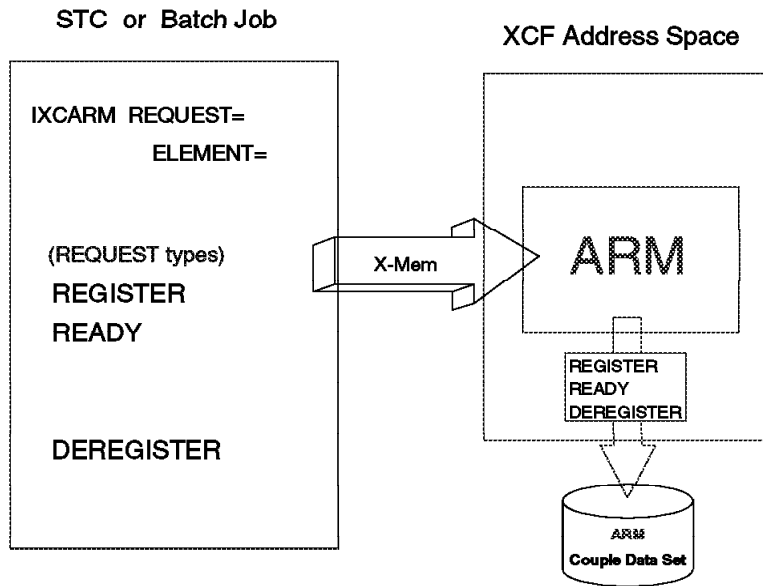 STC or Batch Job
XCF Address Space
IXCARM REQUEST=
ELEMENT=
(REQUEST types)
REGISTER
READY
DEREGISTER
X-Mem
ARM
REGISTER
READY
DEREGISTER
ARM
Couple Data Set